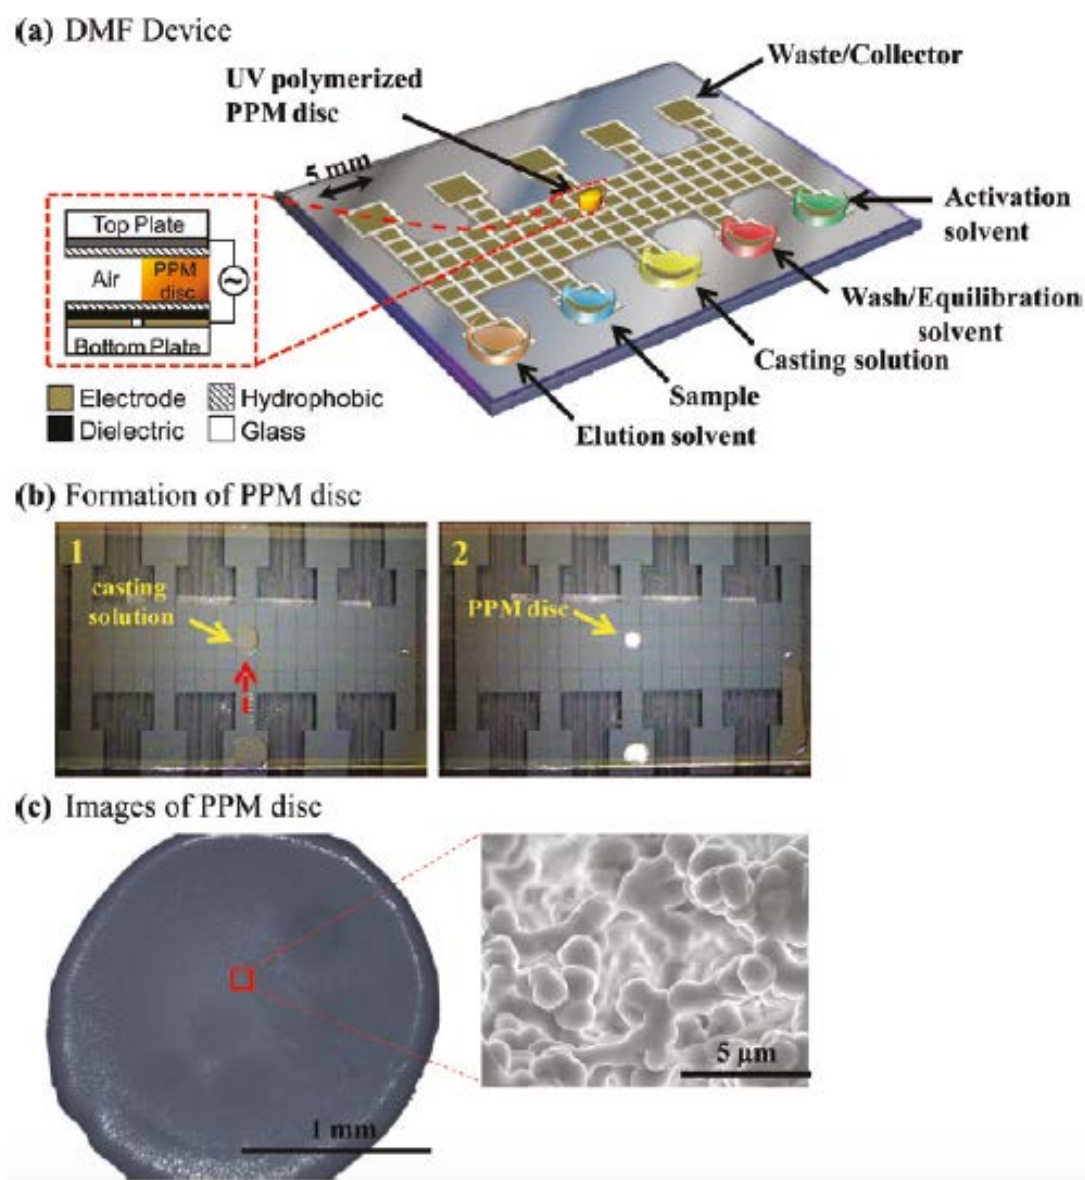 (a) DMF Device
UV polymerized
PPM disc
Waste/Collector
5 mm
Activation
solvent
Wash/Equilibration
solvent
Casting solution
Sample
Elution solvent
Top Plate
Air
PPM
disc
~
Bottom Plate
Electrode
Hydrophobic
Dielectric
Glass
(b) Formation of PPM disc
1
casting
solution
2
PPM disc
(c) Images of PPM disc
1 mm
5 µm